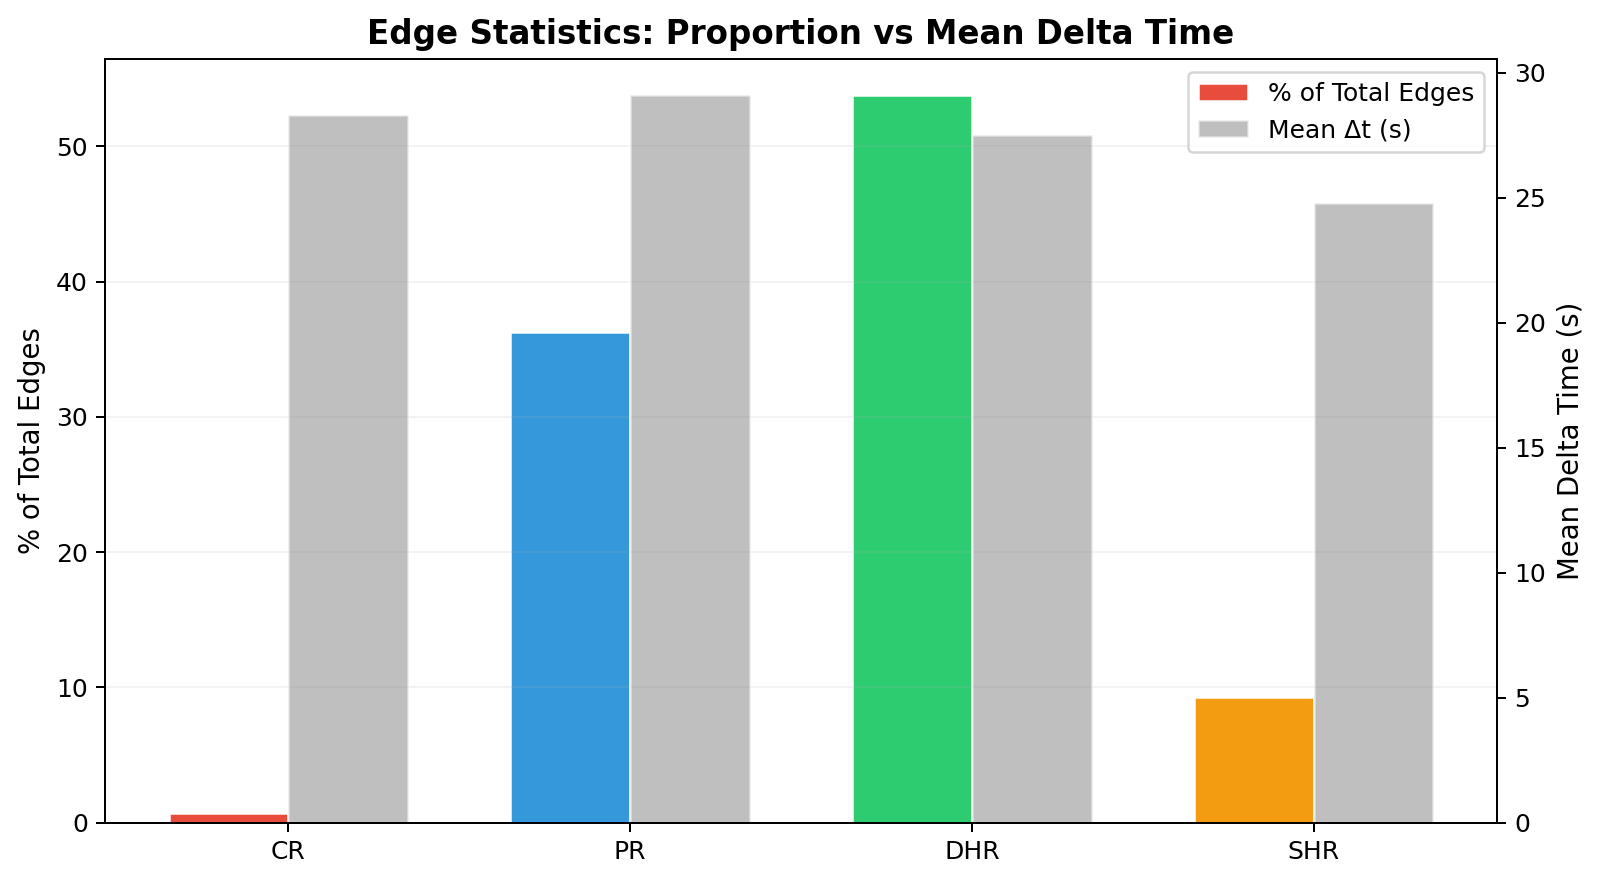 Edge Statistics: Proportion vs Mean Delta Time
% of Total Edges
Mean Δt (s)
% of Total Edges
50
40
30
20
10
0
30
25
20
15
10
5
0
Mean Delta Time (s)
CR
PR
DHR
SHR